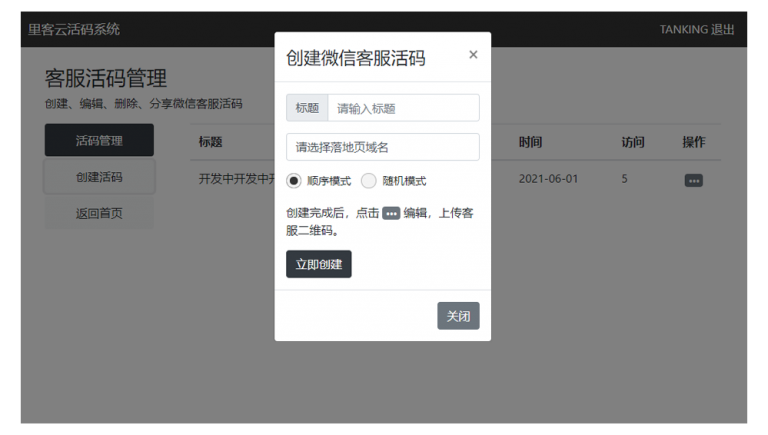 里客云活码系统
TANKING 退出
客服活码管理
创建、编辑、删除、分享微信客服活码
活码管理
创建活码
返回首页
标题
时间
访问
操作
开发中开发中
2021-06-01
5
创建微信客服活码
×
标题
请输入标题
请选择落地页域名
顺序模式
随机模式
创建完成后，点击 ••• 编辑，上传客
服二维码。
立即创建
关闭